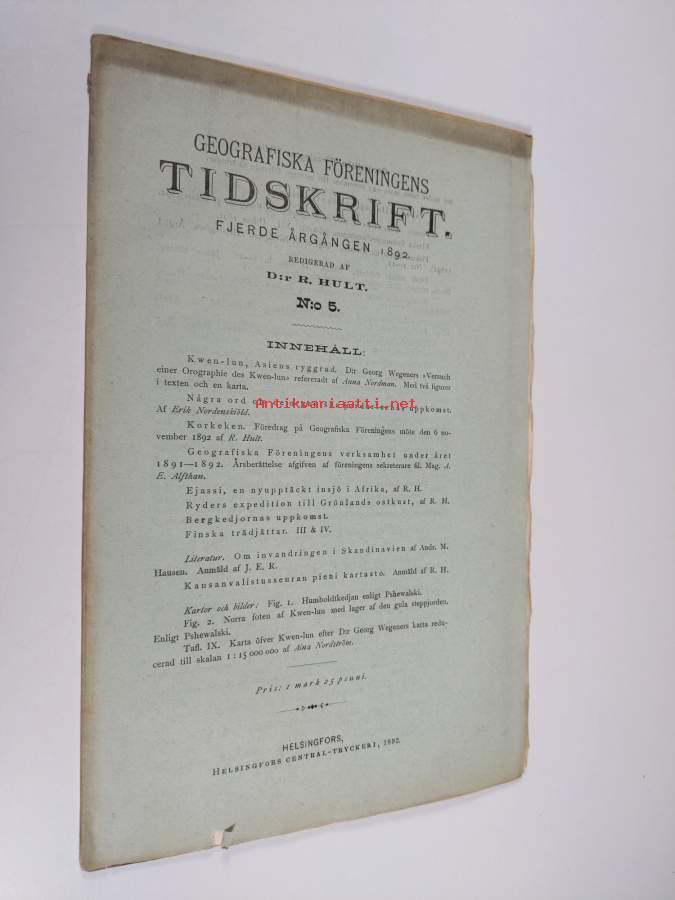 GEOGRAFISKA FÖRENINGENS
TIDSKRIFT.
FJERDE ÅRGÅNGEN 1892.
REDIGERAD AF
D:r R. HULT.
N:o 5.
INNEHÅLL:
Kwen-lun, Asiens ryggrad. D:r Georg Wegeners »Versuch
einer Orographie des Kwen-lun» refereradt af Anna Nordman. Med två figurer
i texten och en karta.
Några ord om uppkomst.
Antikvariaatti.net
Af Erik Nordenskiöld.
Korkeken. Föredrag på Geografiska Föreningens möte den 6 no-
vember 1892 af R. Hult.
Geografiska Föreningens verksamhet under året
1891—1892. Årsberättelse afgifven af föreningens sekreterare fil. Mag. A.
E. Alfthan.
Ejassi, en nyupptäckt insjö i Afrika, af R. H.
Ryders expedition till Grönlands ostkust, af R. H.
Bergkedjornas uppkomst.
Finska trädjättar. III & IV.
Literatur. Om invandringen i Skandinavien af Andr. M.
Hansen. Anmäld af J. E. R.
Kansanvalistusseuran pieni kartasto. Anmäld af R. H.
Kartor och bilder: Fig. 1. Humboldtkedjan enligt Pshewalski.
Fig. 2. Norra foten af Kwen-lun med lager af den gula steppjorden.
Enligt Pshewalski.
Tafl. IX. Karta öfver Kwen-lun efter D:r Georg Wegeners karta redu-
cerad till skalan 1 : 15 000 000 af Aina Nordström.
Pris: 1 mark 25 penni.
HELSINGFORS,
HELSINGFORS CENTRAL-TRYCKERI, 1892.